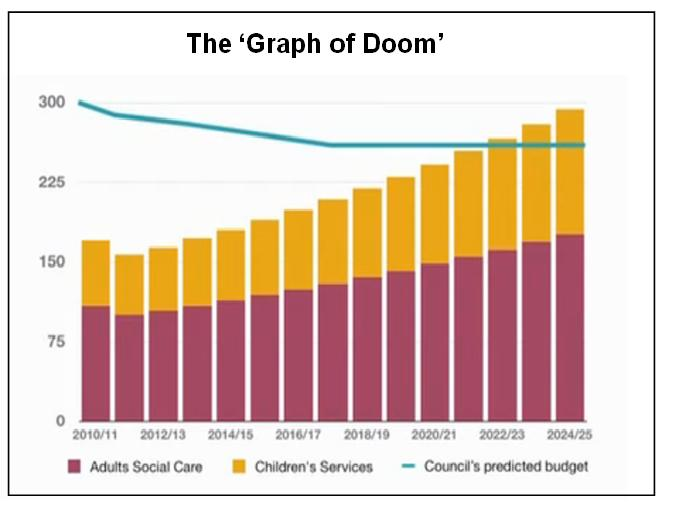 The ‘Graph of Doom’
300
225
150
75
0
2010/11 2012/13 2014/15 2016/17 2018/19 2020/21 2022/23 2024/25
Adults Social Care Children's Services Council's predicted budget